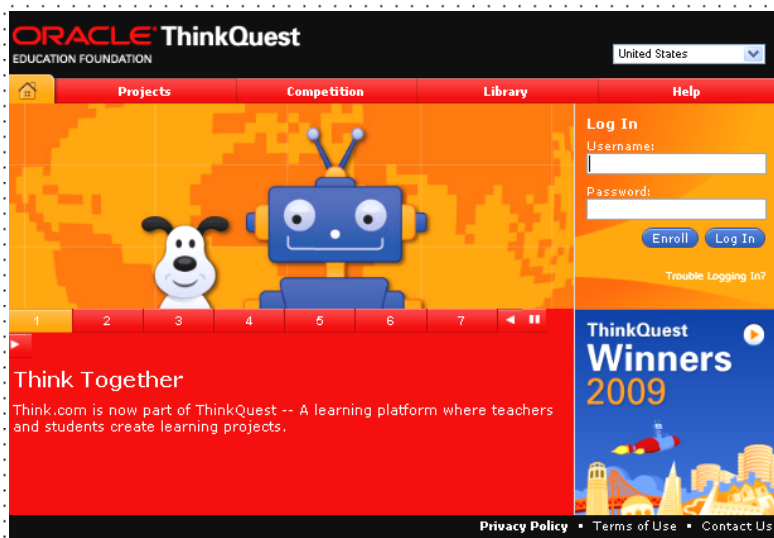 ORACLE ThinkQuest
EDUCATION FOUNDATION
United States
Projects
Competition
Library
Help
Log In
Username:
Password:
Enroll
Log In
Trouble Logging In?
1 2 3 4 5 6 7
Think Together
Think.com is now part of ThinkQuest -- A learning platform where teachers
and students create learning projects.
ThinkQuest
Winners
2009
Privacy Policy ▪ Terms of Use ▪ Contact Us